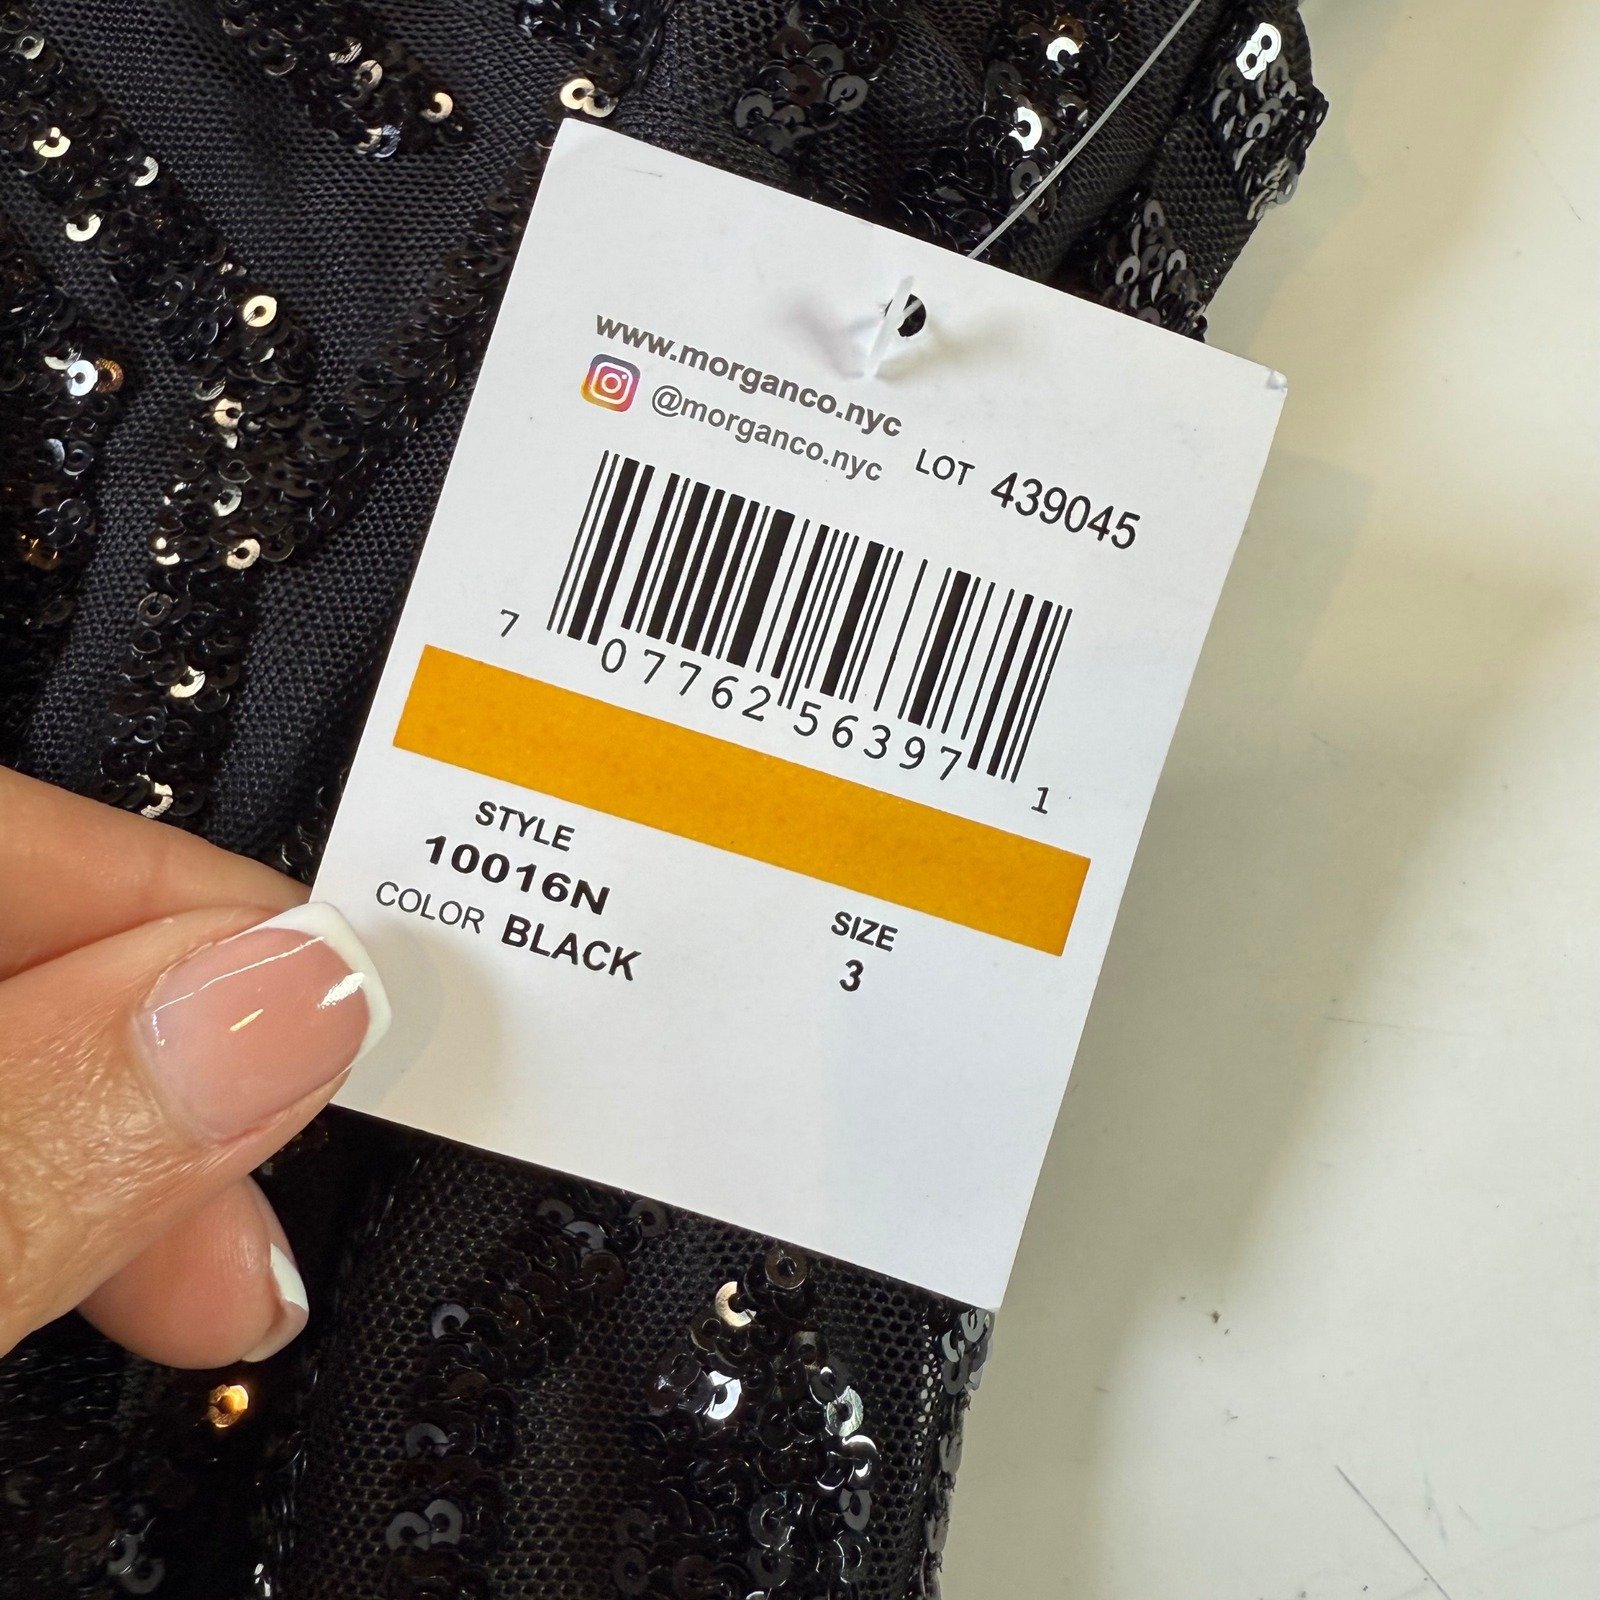 www.morganco.nyc
@morganco.nyc
LOT 439045
7 07762 56397 1
STYLE
10016N
COLOR BLACK
SIZE
3